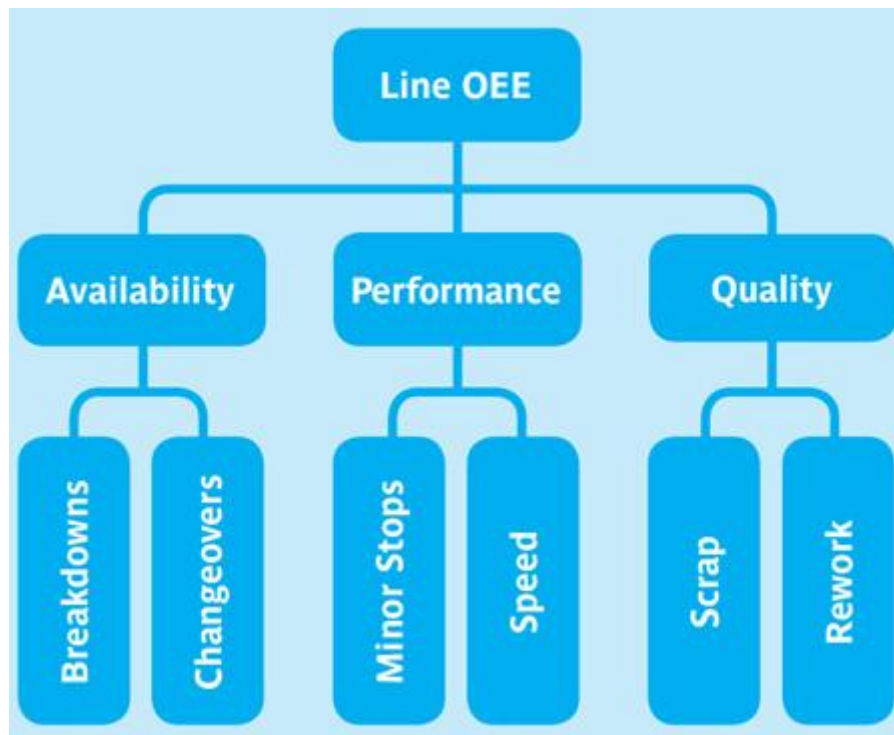 Line OEE
Availability
Performance
Quality
Breakdowns
Changeovers
Minor Stops
Speed
Scrap
Rework